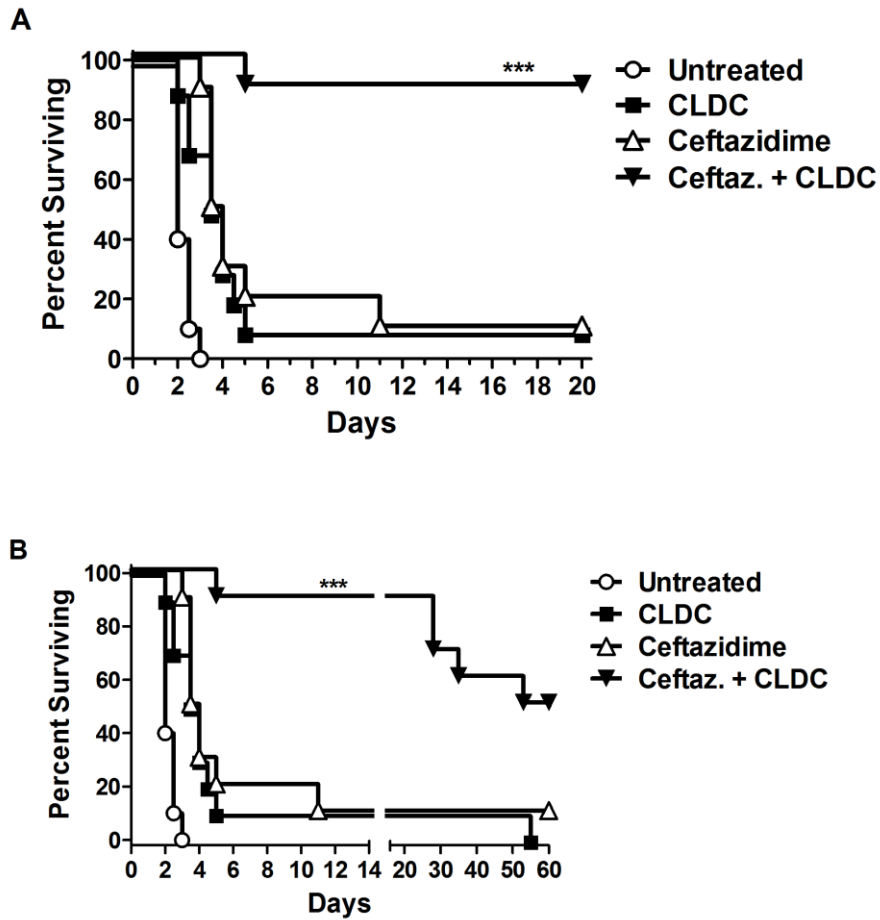 A
Percent Surviving
100
80
60
40
20
0
***
Untreated
CLDC
Ceftazidime
Ceftaz. + CLDC
0 2 4 6 8 10 12 14 16 18 20
Days
B
Percent Surviving
100
80
60
40
20
0
***
Untreated
CLDC
Ceftazidime
Ceftaz. + CLDC
0 2 4 6 8 10 12 14 20 30 40 50 60
Days